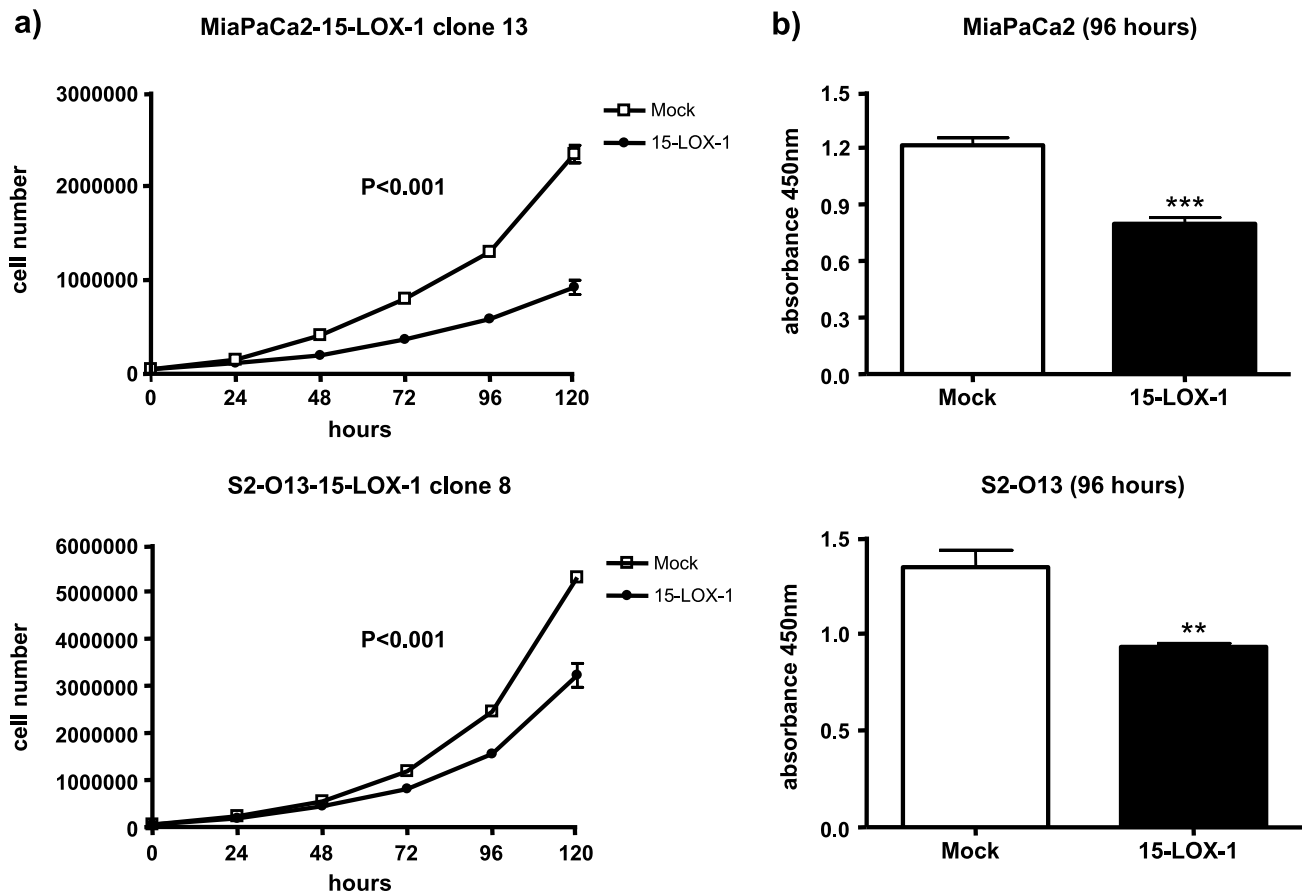 a)
MiaPaCa2-15-LOX-1 clone 13
3000000
2000000
1000000
0
cell number
Mock
15-LOX-1
P<0.001
0 24 48 72 96 120
hours
b)
MiaPaCa2 (96 hours)
1.5
1.2
0.9
0.6
0.3
0.0
absorbance 450nm
***
Mock 15-LOX-1
S2-O13-15-LOX-1 clone 8
6000000
5000000
4000000
3000000
2000000
1000000
0
cell number
Mock
15-LOX-1
P<0.001
0 24 48 72 96 120
hours
S2-O13 (96 hours)
1.5
1.0
0.5
0.0
absorbance 450nm
**
Mock 15-LOX-1